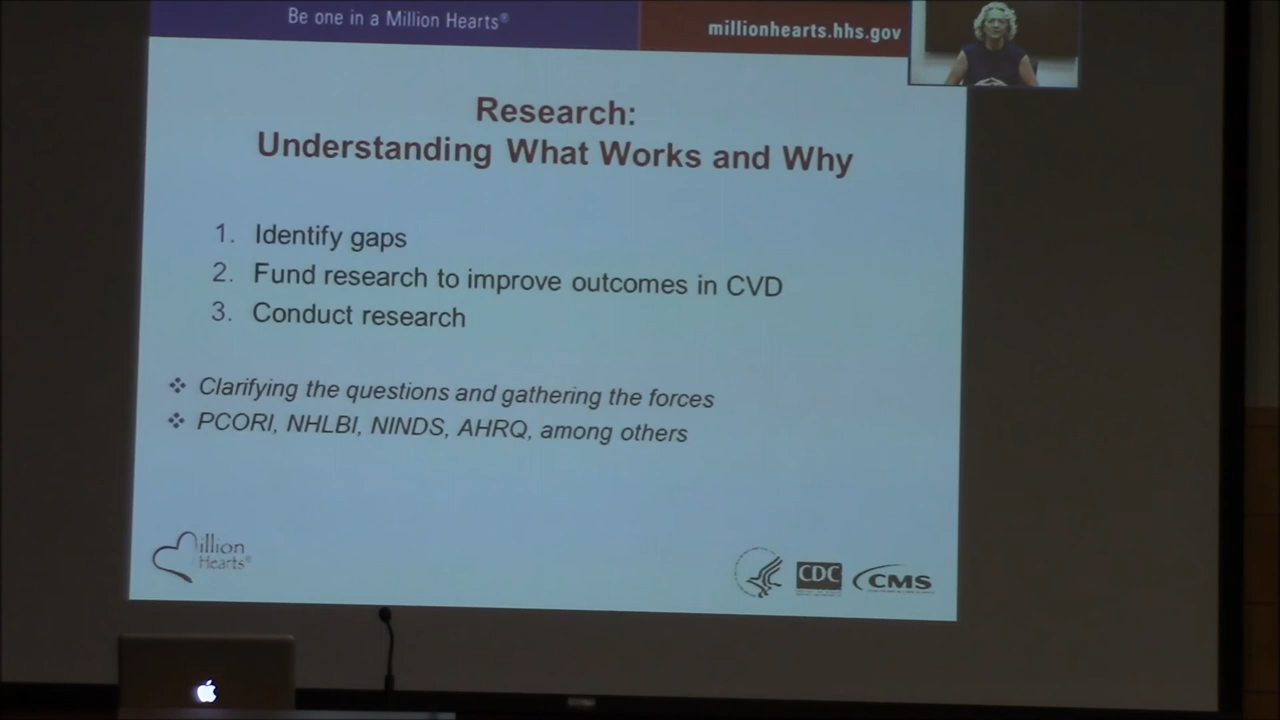 Be one in a Million Hearts®
millionhearts.hhs.gov
Research:
Understanding What Works and Why
1. Identify gaps
2. Fund research to improve outcomes in CVD
3. Conduct research
❖ Clarifying the questions and gathering the forces
❖ PCORI, NHLBI, NINDS, AHRQ, among others
illion
Hearts®
CDC
CMS